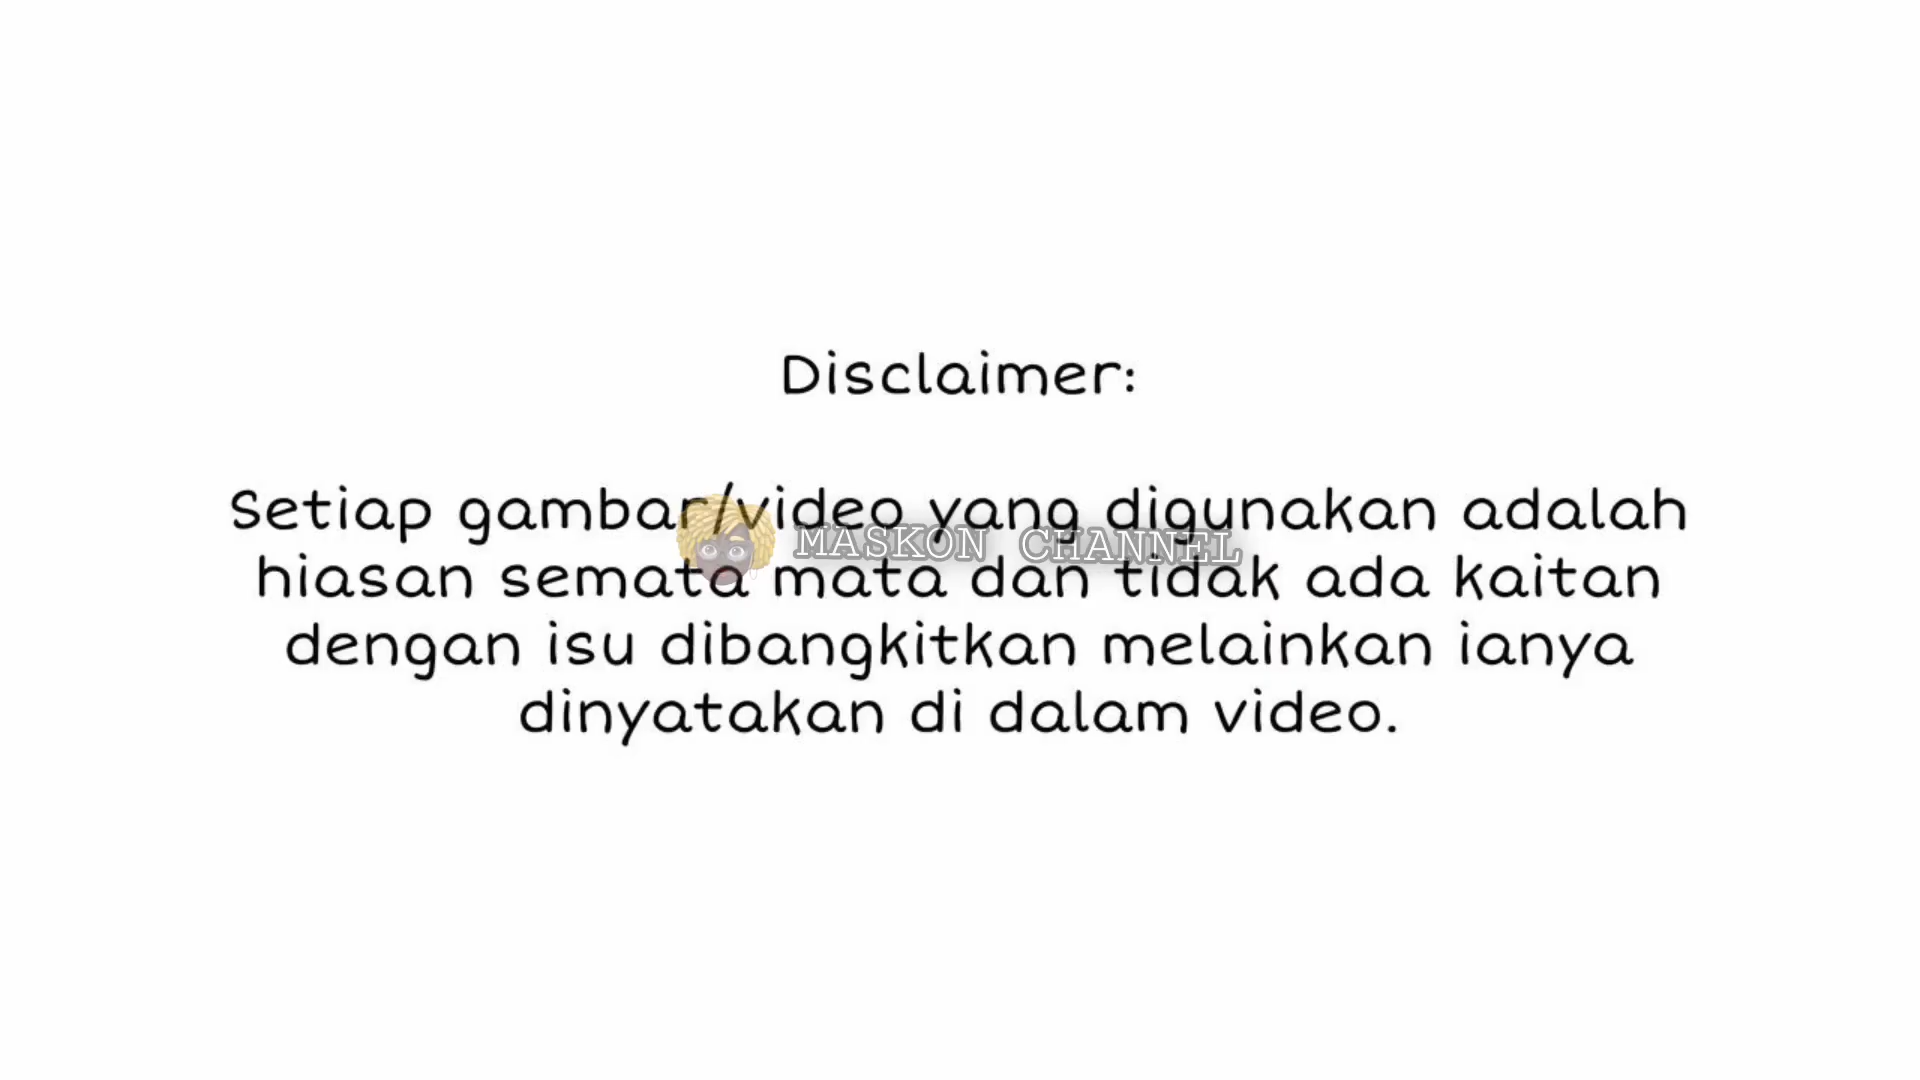 Disclaimer:
Setiap gambar/video yang digunakan adalah
MASKON CHANNEL
hiasan semata mata dan tidak ada kaitan
dengan isu dibangkitkan melainkan ianya
dinyatakan di dalam video.